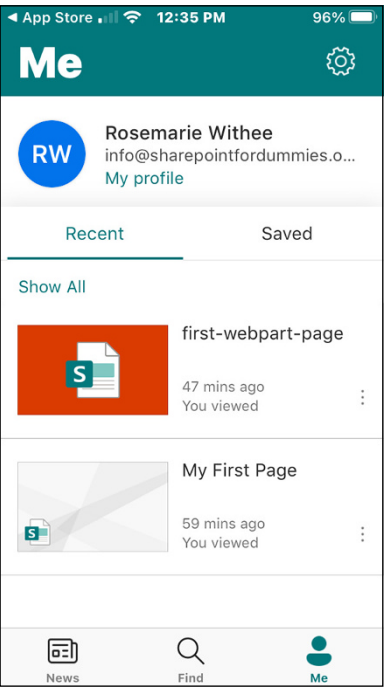 App Store 12:35 PM 96%
Me
RW
Rosemarie Withee
info@sharepointfordummies.o...
My profile
Recent Saved
Show All
first-webpart-page
S
47 mins ago
You viewed
My First Page
S
59 mins ago
You viewed
News Find Me